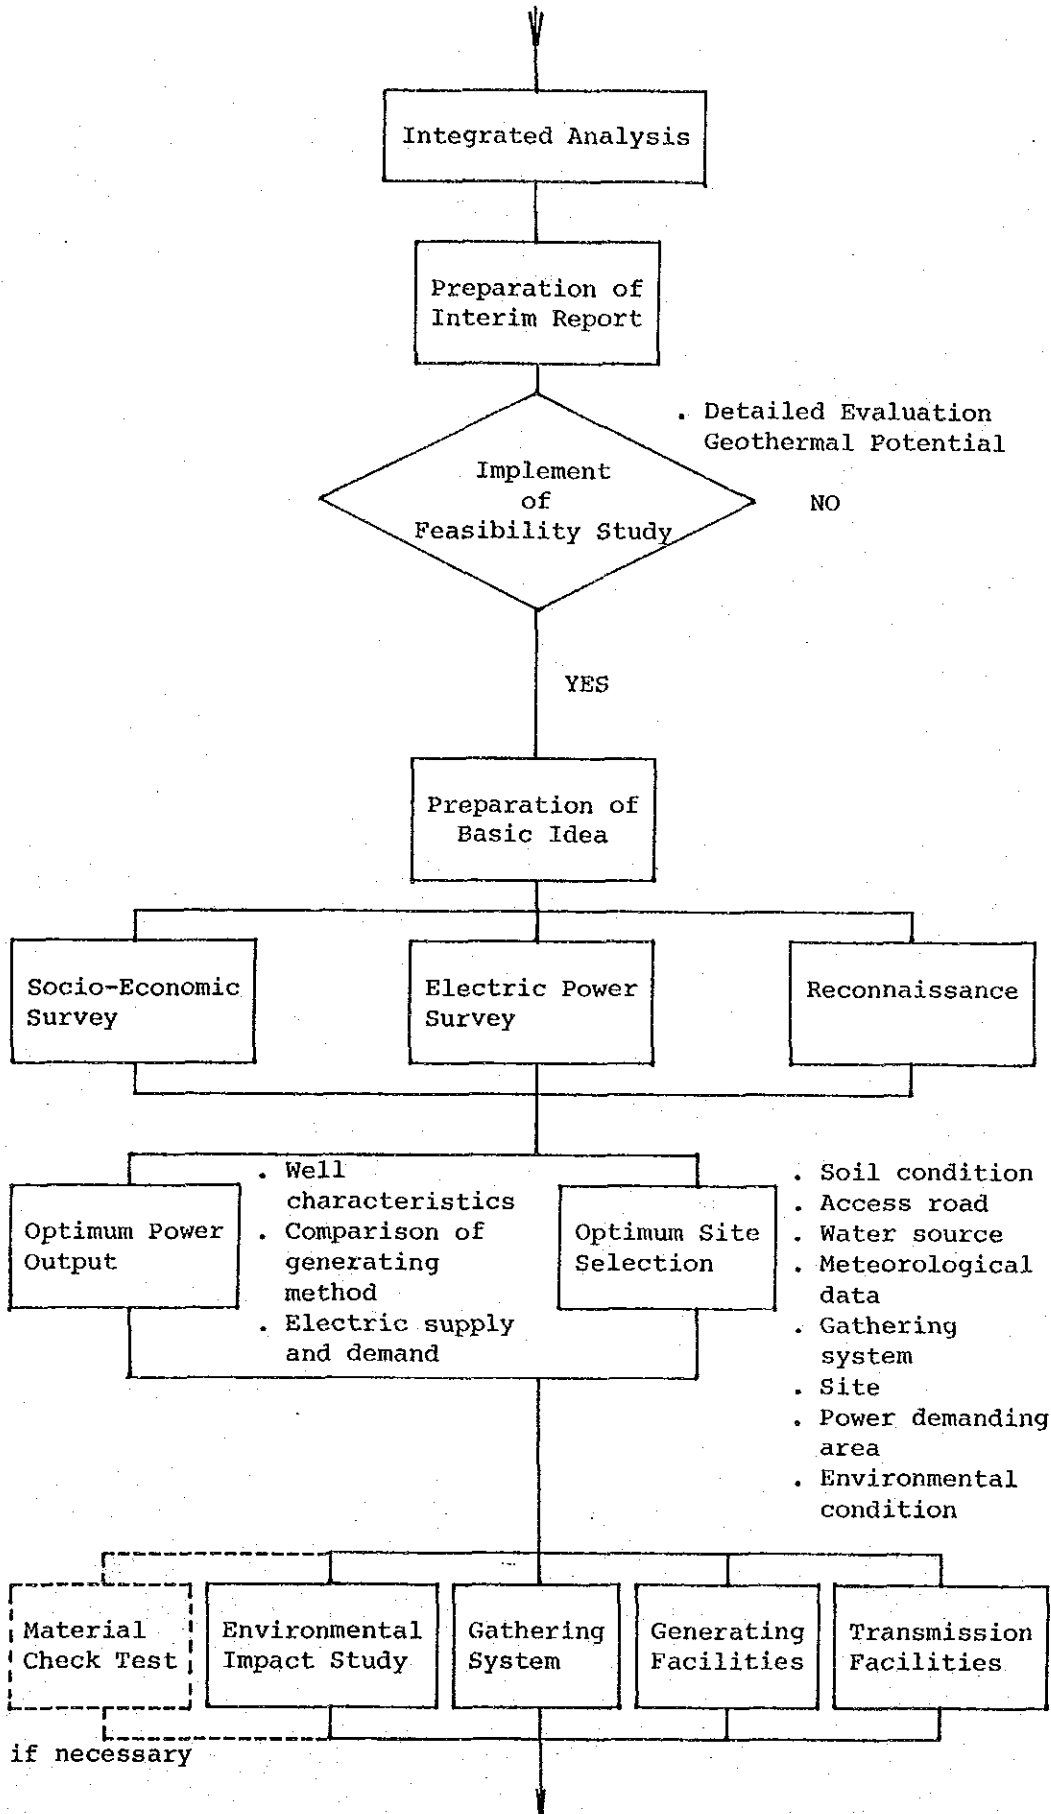 Integrated Analysis
Preparation of
Interim Report
. Detailed Evaluation
Geothermal Potential
Implement
of
Feasibility Study
NO
YES
Preparation of
Basic Idea
Socio-Economic
Survey
Electric Power
Survey
Reconnaissance
Optimum Power
Output
. Well
characteristics
. Comparison of
generating
method
. Electric supply
and demand
Optimum Site
Selection
. Soil condition
. Access road
. Water source
. Meteorological
data
. Gathering
system
. Site
. Power demanding
area
. Environmental
condition
Material
Check Test
if necessary
Environmental
Impact Study
Gathering
System
Generating
Facilities
Transmission
Facilities